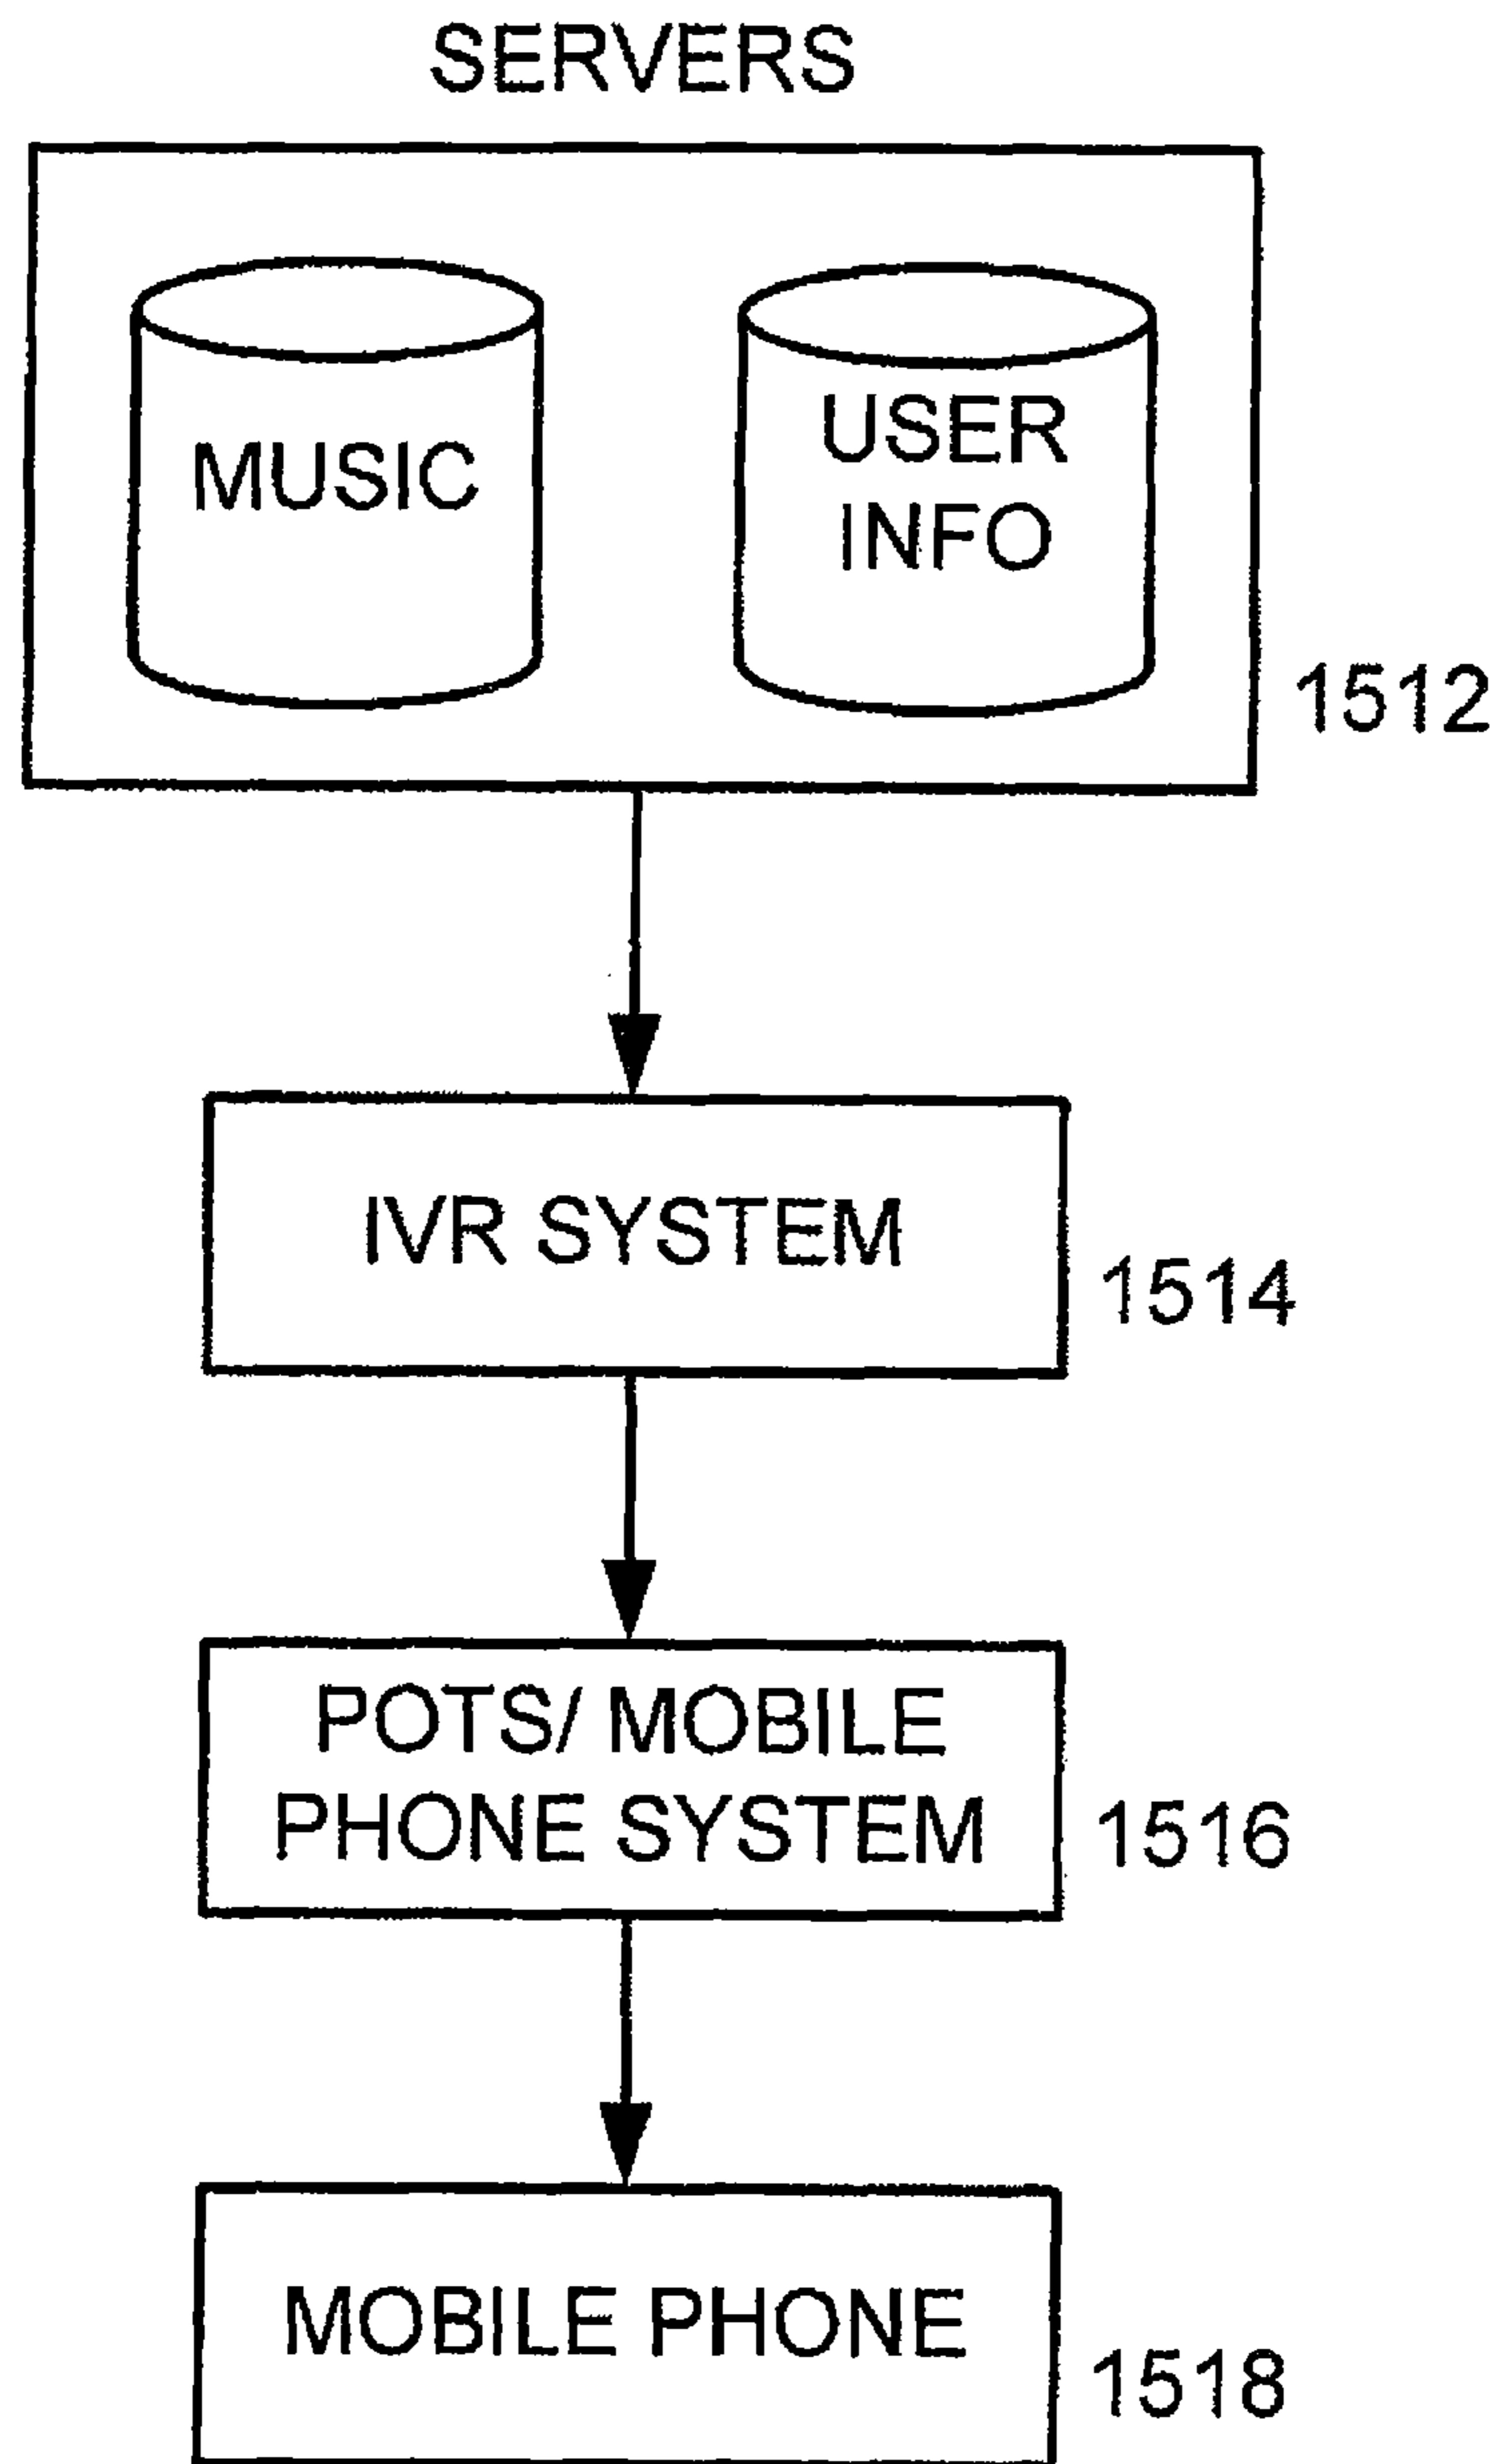 SERVERS
MUSIC
USER
INFO
1512
IVR SYSTEM
1514
POTS/ MOBILE
PHONE SYSTEM
1516
MOBILE PHONE
1518